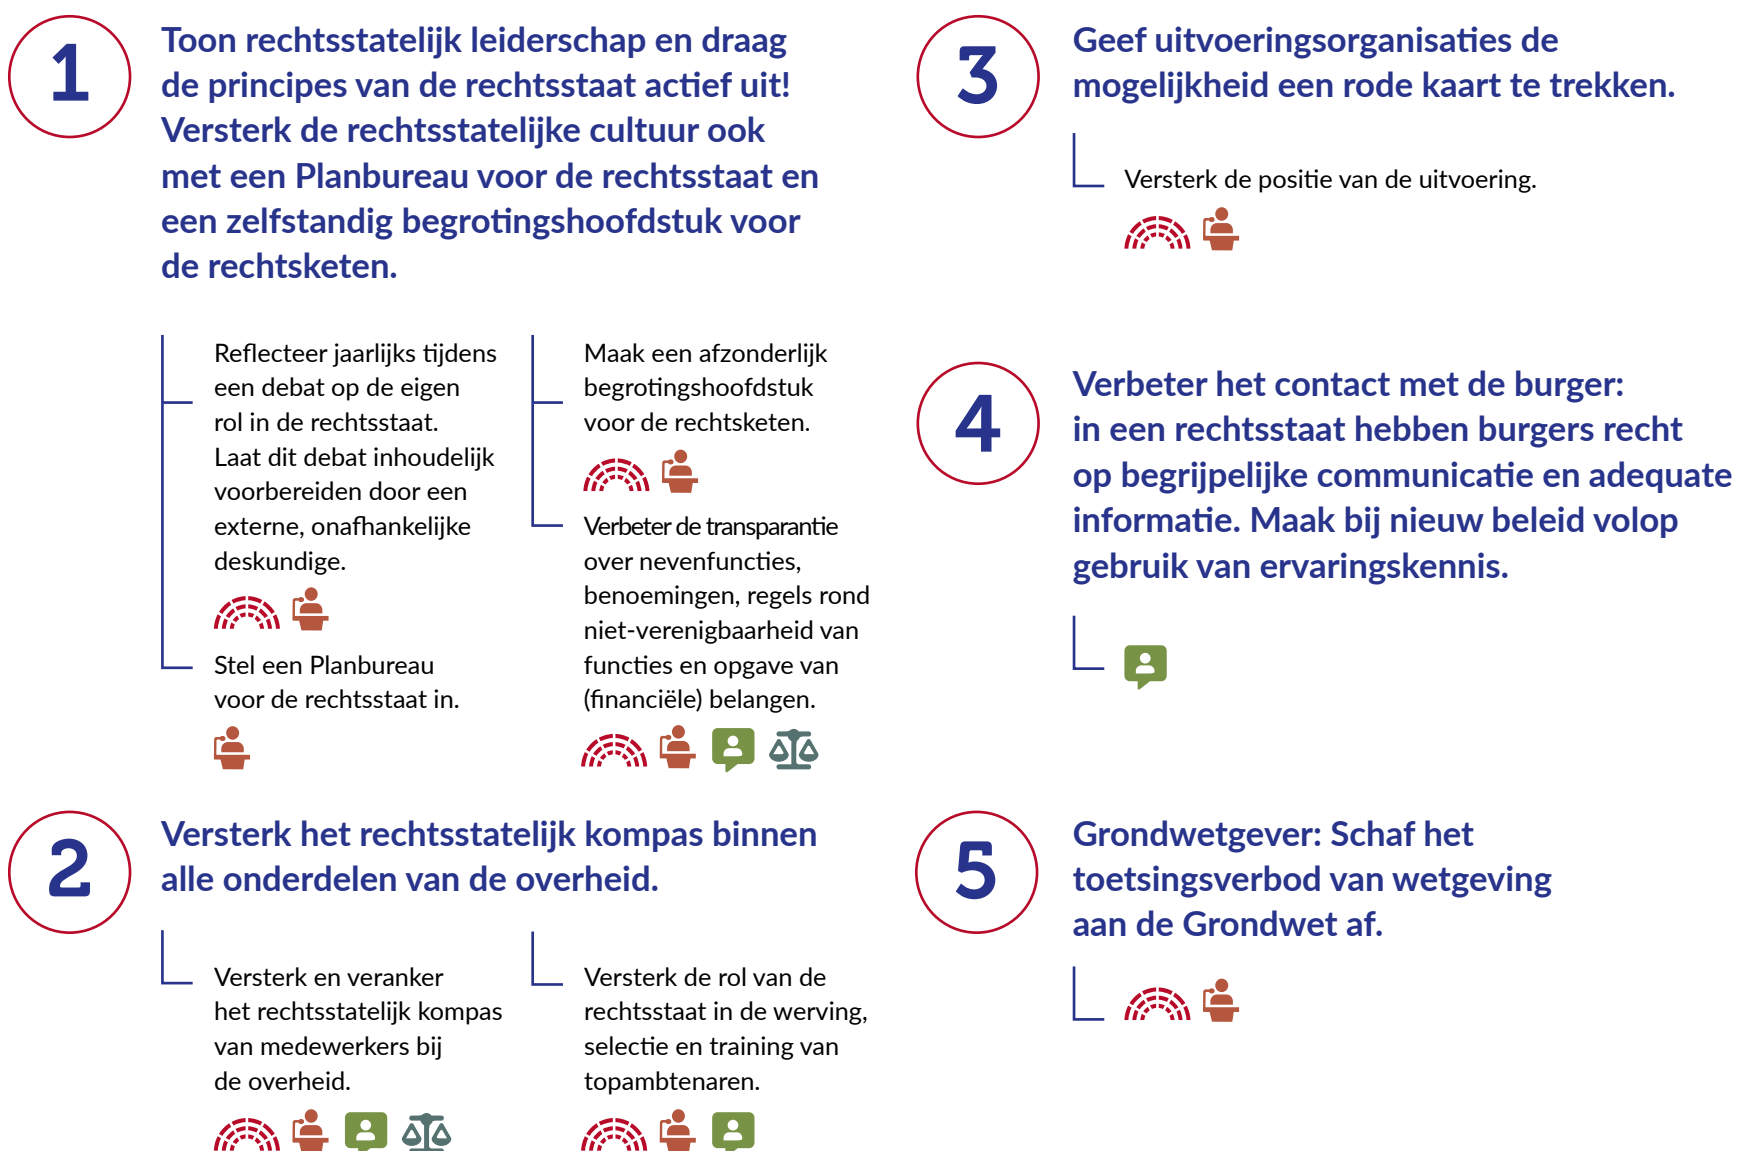 1
Toon rechtsstatelijk leiderschap en draag
de principes van de rechtsstaat actief uit!
Versterk de rechtsstatelijke cultuur ook
met een Planbureau voor de rechtsstaat en
een zelfstandig begrotingshoofdstuk voor
de rechtsketen.
Reflecteer jaarlijks tijdens
een debat op de eigen
rol in de rechtsstaat.
Laat dit debat inhoudelijk
voorbereiden door een
externe, onafhankelijke
deskundige.
Stel een Planbureau
voor de rechtsstaat in.
Maak een afzonderlijk
begrotingshoofdstuk
voor de rechtsketen.
Verbeter de transparantie
over nevenfuncties,
benoemingen, regels rond
niet-verenigbaarheid van
functies en opgave van
(financiële) belangen.
2
Versterk het rechtsstatelijk kompas binnen
alle onderdelen van de overheid.
Versterk en veranker
het rechtsstatelijk kompas
van medewerkers bij
de overheid.
Versterk de rol van de
rechtsstaat in de werving,
selectie en training van
topambtenaren.
3
Geef uitvoeringsorganisaties de
mogelijkheid een rode kaart te trekken.
Versterk de positie van de uitvoering.
4
Verbeter het contact met de burger:
in een rechtsstaat hebben burgers recht
op begrijpelijke communicatie en adequate
informatie. Maak bij nieuw beleid volop
gebruik van ervaringskennis.
5
Grondwetgever: Schaf het
toetsingsverbod van wetgeving
aan de Grondwet af.